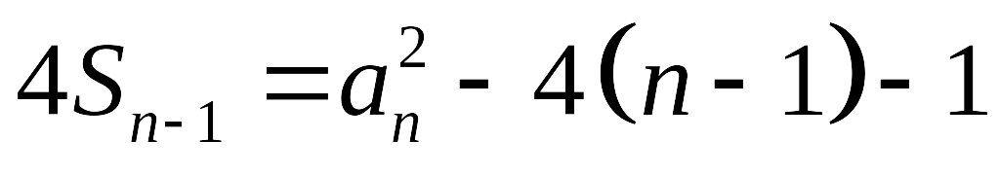 4S_{n-1} = a_n^2 - 4(n - 1) - 1